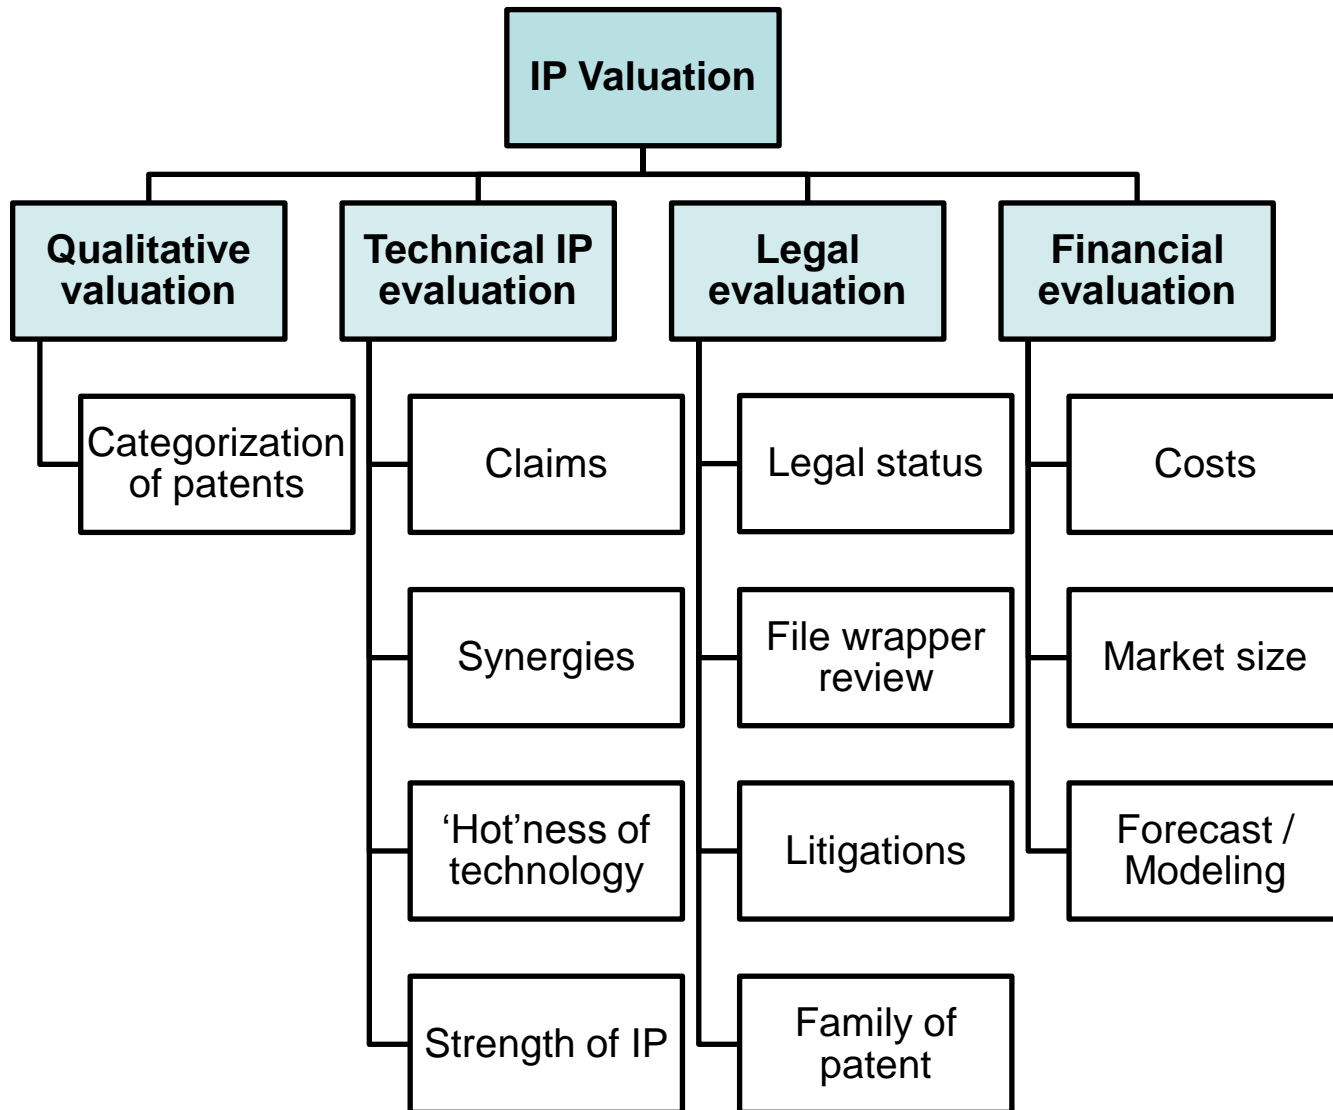 IP Valuation
Qualitative
valuation
Technical IP
evaluation
Legal
evaluation
Financial
evaluation
Categorization
of patents
Claims
Legal status
Costs
Synergies
File wrapper
review
Market size
‘Hot’ness of
technology
Litigations
Forecast /
Modeling
Strength of IP
Family of
patent